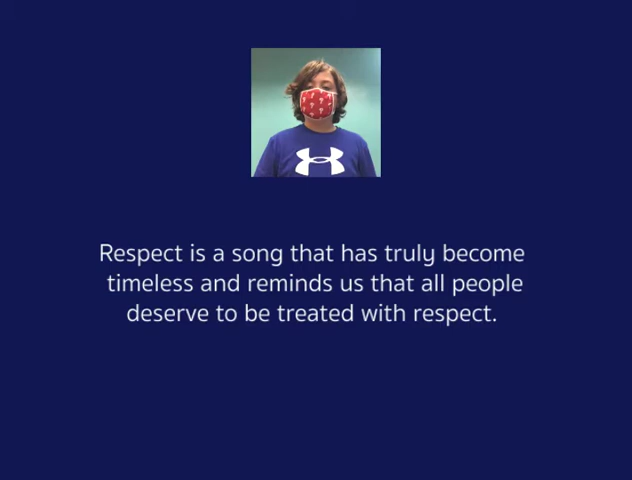 Respect is a song that has truly become
timeless and reminds us that all people
deserve to be treated with respect.